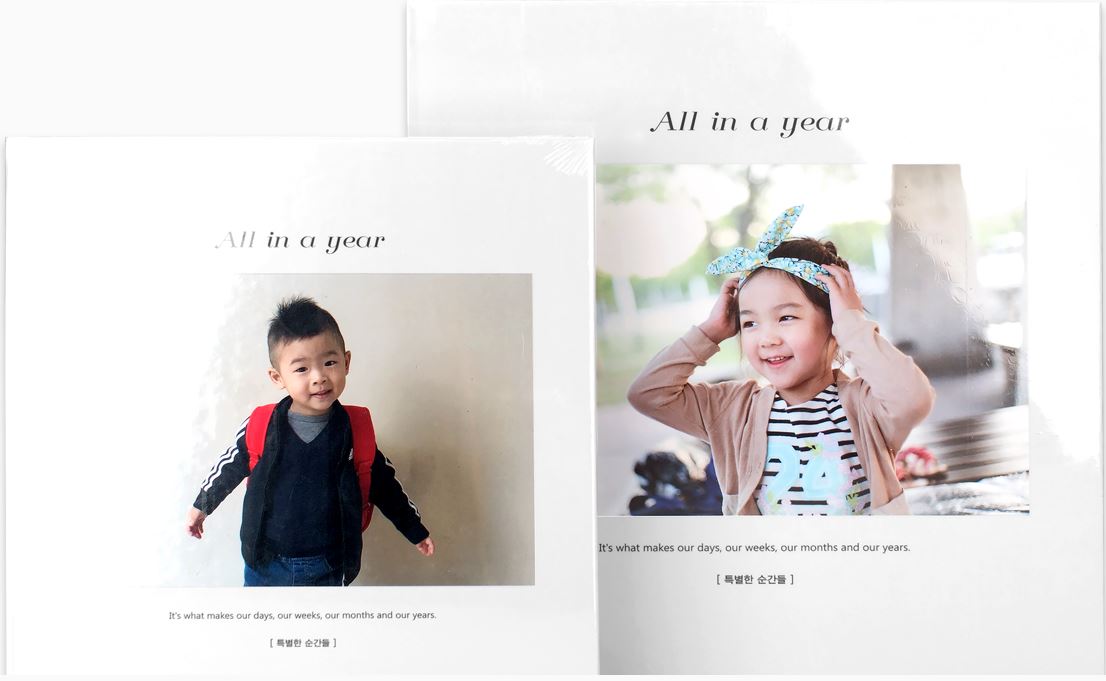 All in a year
It's what makes our days, our weeks, our months and our years.
[ 특별한 순간들 ]
All in a year
24
It's what makes our days, our weeks, our months and our years.
[ 특별한 순간들 ]